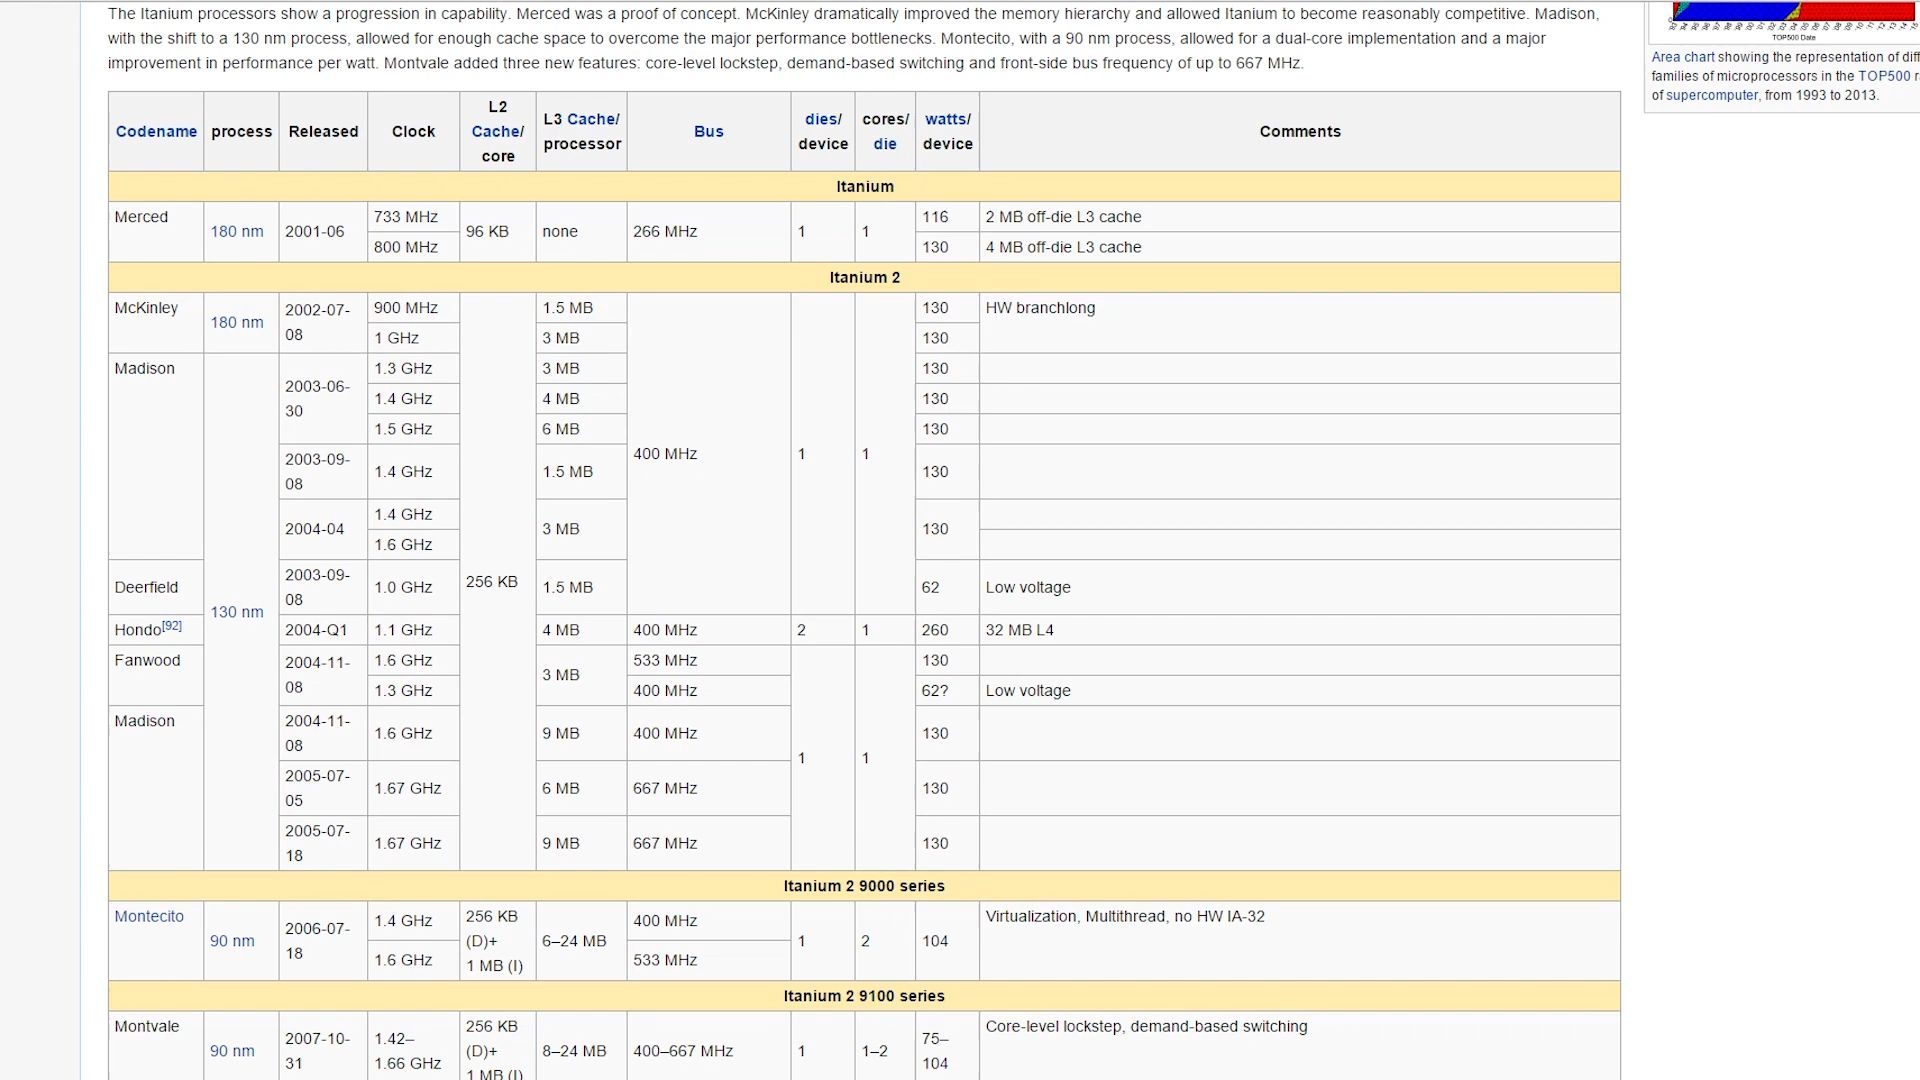 The Itanium processors show a progression in capability. Merced was a proof of concept. McKinley dramatically improved the memory hierarchy and allowed Itanium to become reasonably competitive. Madison,
with the shift to a 130 nm process, allowed for enough cache space to overcome the major performance bottlenecks. Montecito, with a 90 nm process, allowed for a dual-core implementation and a major
improvement in performance per watt. Montvale added three new features: core-level lockstep, demand-based switching and front-side bus frequency of up to 667 MHz.
TOP500 Date
Area chart showing the representation of
families of microprocessors in the TOP500
of supercomputer, from 1993 to 2013.
Codename process Released Clock L2 Cache/ core L3 Cache/ processor Bus dies/ device cores/ die watts/ device Comments
Itanium
Merced 180 nm 2001-06 733 MHz 96 KB none 266 MHz 1 1 116 2 MB off-die L3 cache
800 MHz 130 4 MB off-die L3 cache
Itanium 2
McKinley 180 nm 2002-07-08 900 MHz 256 KB 1.5 MB 400 MHz 1 1 130 HW branchlong
1 GHz 3 MB 130
Madison 130 nm 2003-06-30 1.3 GHz 3 MB 130
1.4 GHz 4 MB 130
1.5 GHz 6 MB 130
2003-09-08 1.4 GHz 1.5 MB 130
2004-04 1.4 GHz 3 MB 130
1.6 GHz
Deerfield 2003-09-08 1.0 GHz 1.5 MB 62 Low voltage
Hondo[92] 2004-Q1 1.1 GHz 4 MB 400 MHz 2 1 260 32 MB L4
Fanwood 2004-11-08 1.6 GHz 3 MB 533 MHz 1 1 130
1.3 GHz 400 MHz 62? Low voltage
Madison 2004-11-08 1.6 GHz 9 MB 400 MHz 130
2005-07-05 1.67 GHz 6 MB 667 MHz 130
2005-07-18 1.67 GHz 9 MB 667 MHz 130
Itanium 2 9000 series
Montecito 90 nm 2006-07-18 1.4 GHz 256 KB (D)+ 1 MB (I) 6–24 MB 400 MHz 1 2 104 Virtualization, Multithread, no HW IA-32
1.6 GHz 533 MHz
Itanium 2 9100 series
Montvale 90 nm 2007-10-31 1.42–1.66 GHz 256 KB (D)+ 1 MB (I) 8–24 MB 400–667 MHz 1 1–2 75–104 Core-level lockstep, demand-based switching